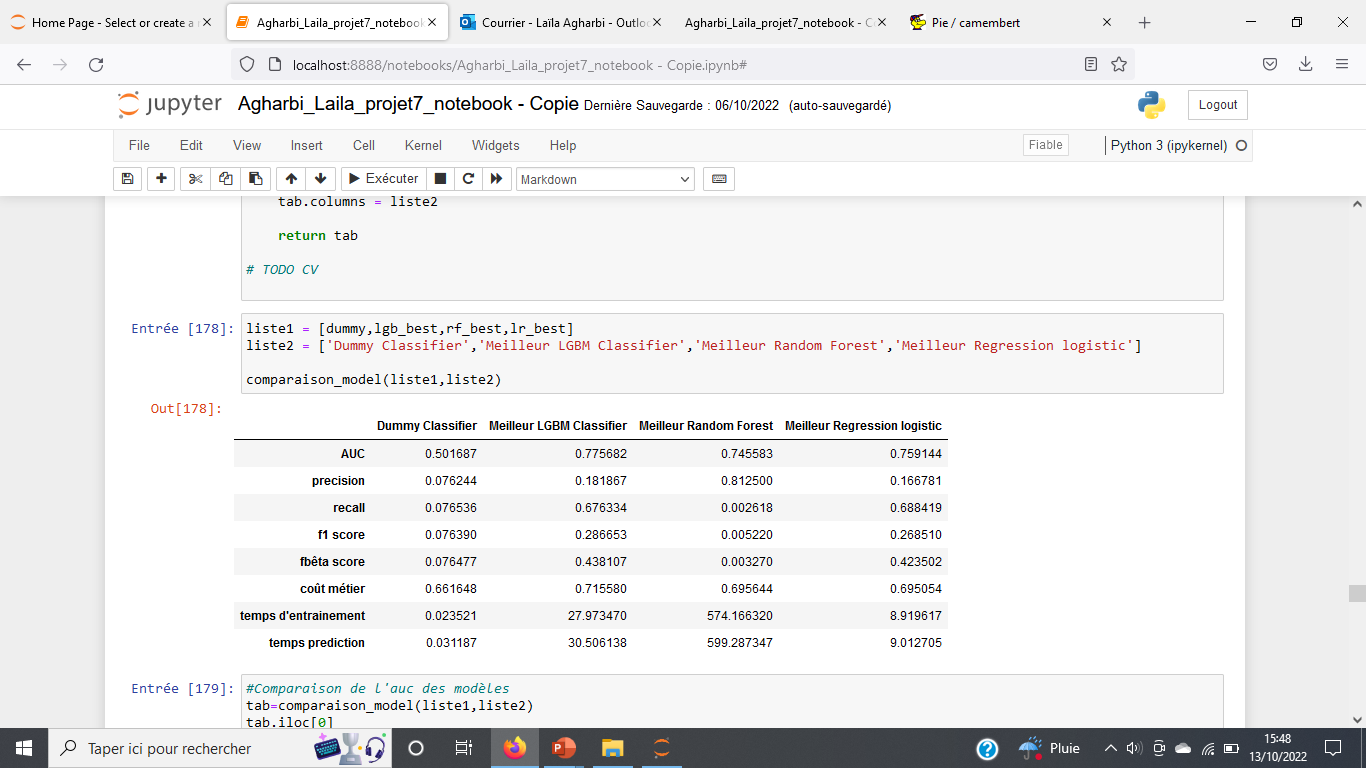 Home Page - Select or create a
Agharbi_Laila_projet7_notebook
Courrier - Laïla Agharbi - Outlo
Agharbi_Laila_projet7_notebook - C
Pie / camembert
localhost:8888/notebooks/Agharbi_Laila_projet7_notebook - Copie.ipynb#
jupyter Agharbi_Laila_projet7_notebook - Copie Dernière Sauvegarde : 06/10/2022 (auto-sauvegardé)
Logout
File Edit View Insert Cell Kernel Widgets Help
Fiable
Python 3 (ipykernel)
Exécuter
Markdown
tab.columns = liste2
return tab
# TODO CV
Entrée [178]:
liste1 = [dummy,lgb_best,rf_best,lr_best]
liste2 = ['Dummy Classifier','Meilleur LGBM Classifier','Meilleur Random Forest','Meilleur Regression logistic']
comparaison_model(liste1,liste2)
Out[178]:
Dummy Classifier Meilleur LGBM Classifier Meilleur Random Forest Meilleur Regression logistic
AUC 0.501687 0.775682 0.745583 0.759144
precision 0.076244 0.181867 0.812500 0.166781
recall 0.076536 0.676334 0.002618 0.688419
f1 score 0.076390 0.286653 0.005220 0.268510
fbêta score 0.076477 0.438107 0.003270 0.423502
coût métier 0.661648 0.715580 0.695644 0.695054
temps d'entrainement 0.023521 27.973470 574.166320 8.919617
temps prediction 0.031187 30.506138 599.287347 9.012705
Entrée [179]:
#Comparaison de l'auc des modèles
tab=comparaison_model(liste1,liste2)
tab.iloc[0]
Taper ici pour rechercher
Pluie
15:48
13/10/2022